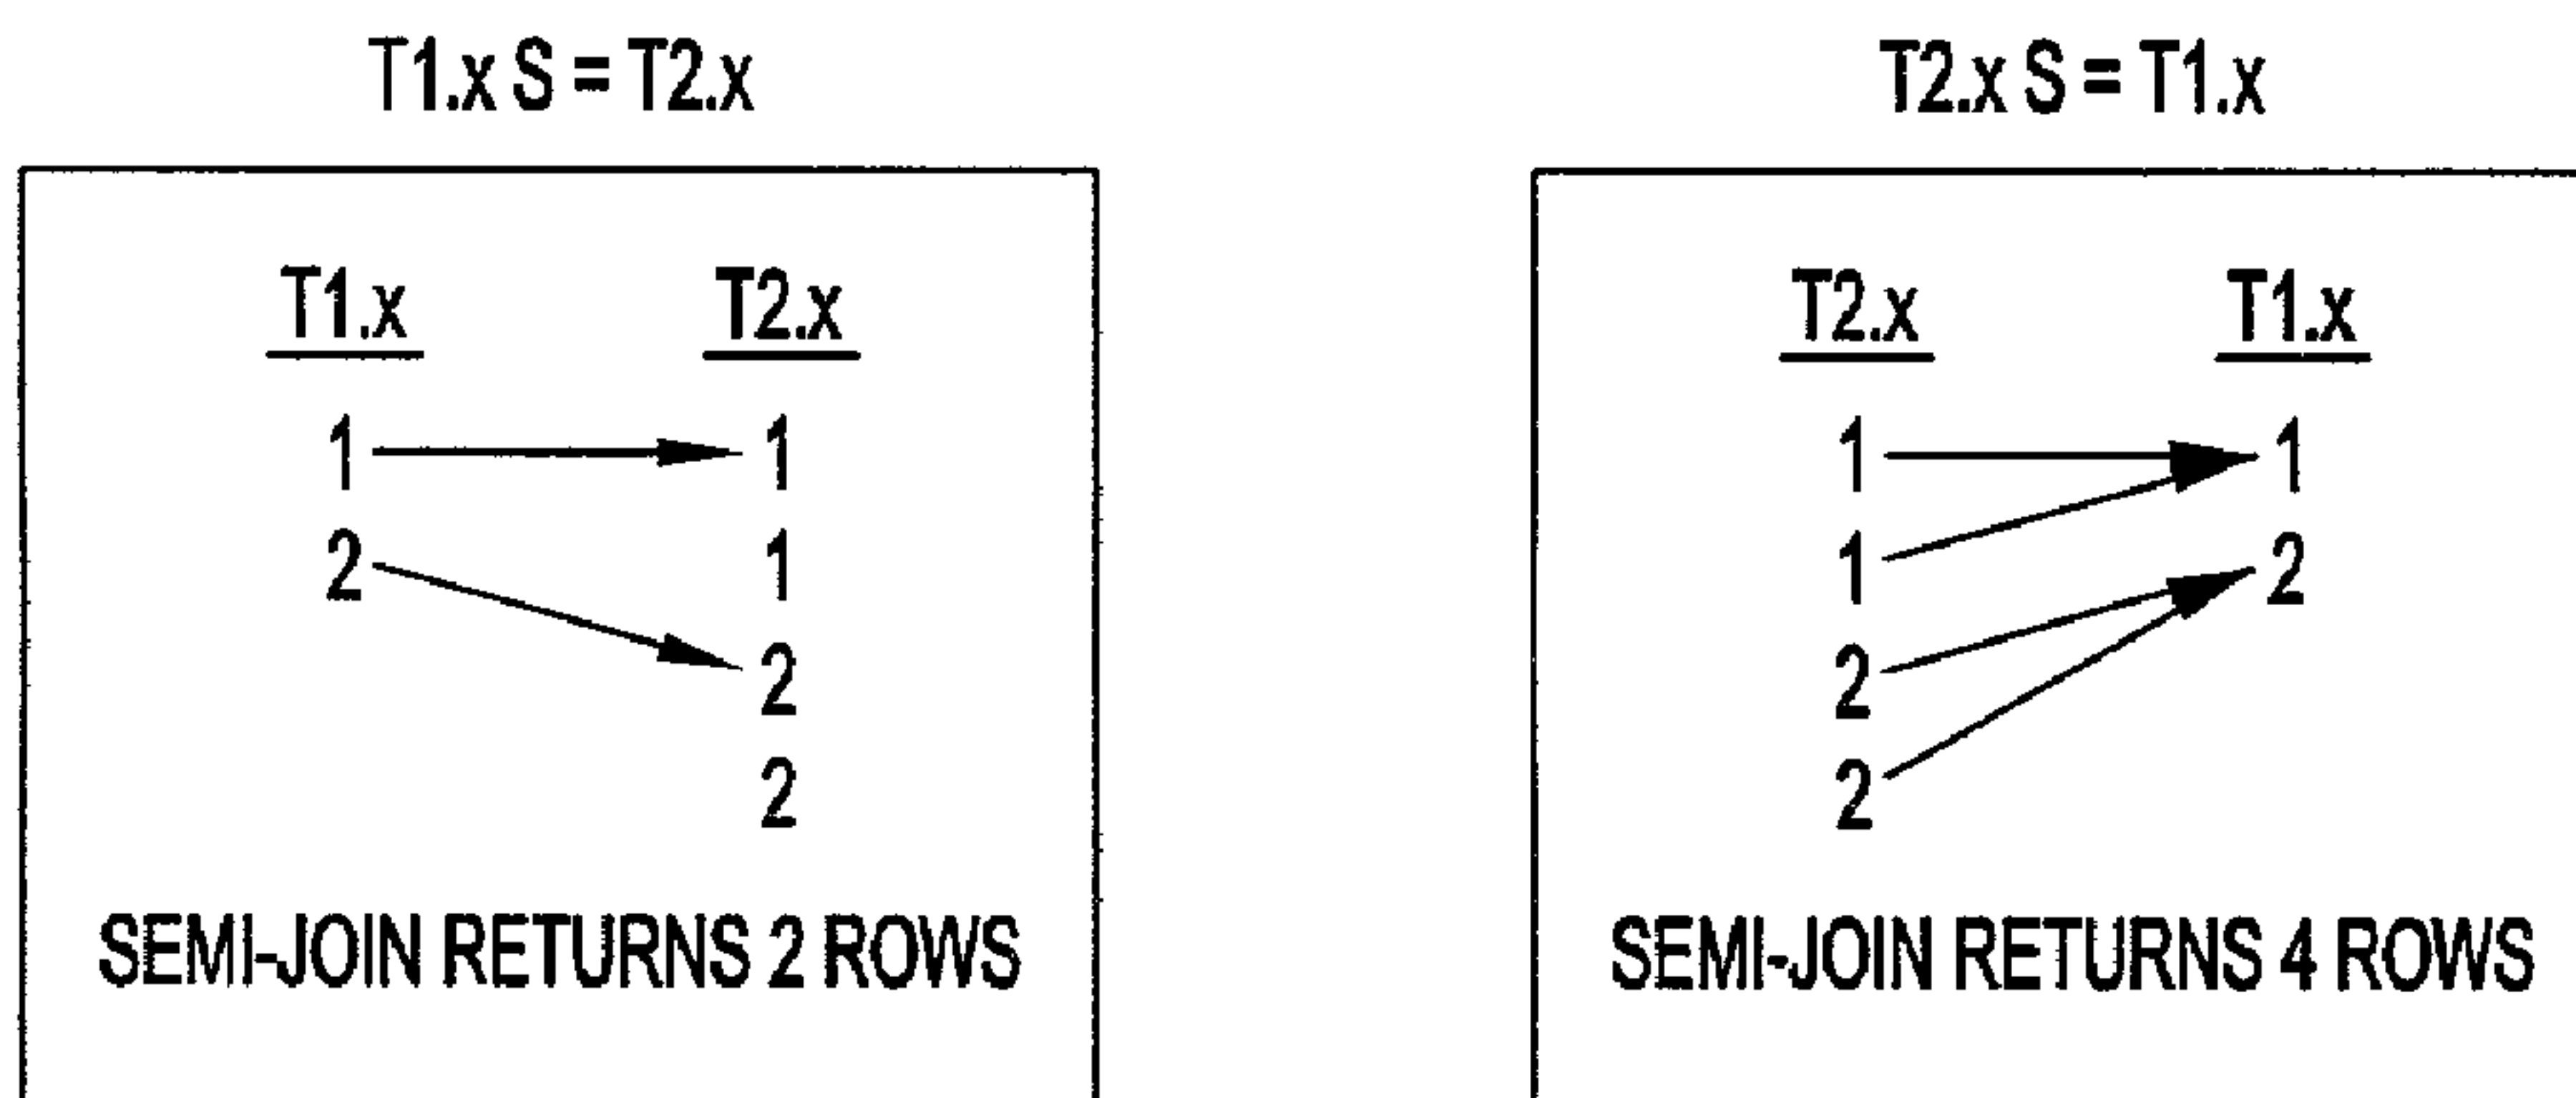 T1.x S = T2.x
T1.x T2.x
1 1
2 1
2
2
SEMI-JOIN RETURNS 2 ROWS
T2.x S = T1.x
T2.x T1.x
1 1
1 2
2
2
SEMI-JOIN RETURNS 4 ROWS